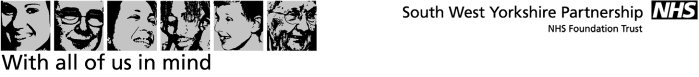 South West Yorkshire Partnership NHS
NHS Foundation Trust
With all of us in mind